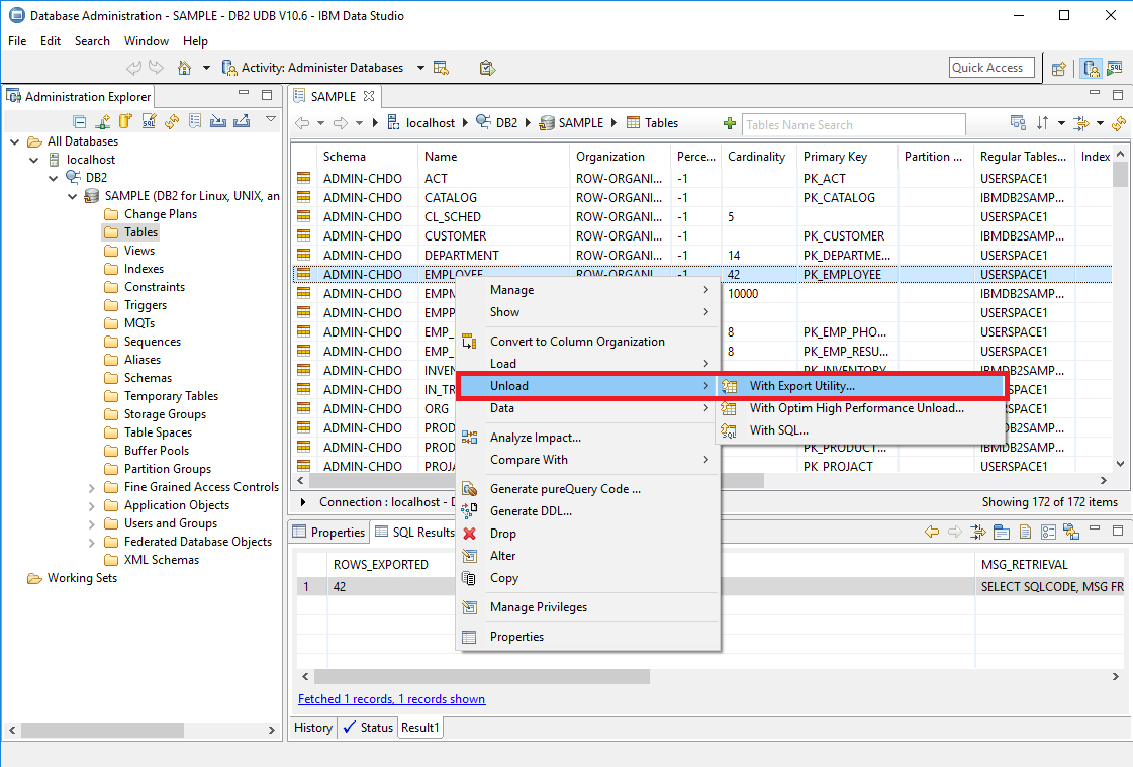 Database Administration - SAMPLE - DB2 UDB V10.6 - IBM Data Studio
File Edit Search Window Help
Activity: Administer Databases
Quick Access
Administration Explorer
All Databases
localhost
DB2
SAMPLE (DB2 for Linux, UNIX, an
Change Plans
Tables
Views
Indexes
Constraints
Triggers
MQTs
Sequences
Aliases
Schemas
Temporary Tables
Storage Groups
Table Spaces
Buffer Pools
Partition Groups
Fine Grained Access Controls
Application Objects
Users and Groups
Federated Database Objects
XML Schemas
Working Sets
SAMPLE
localhost DB2 SAMPLE Tables Tables Name Search
Schema Name Organization Perce... Cardinality Primary Key Partition ... Regular Tables... Index
ADMIN-CHDO ACT ROW-ORGANI... -1 PK_ACT USERSPACE1
ADMIN-CHDO CATALOG ROW-ORGANI... -1 PK_CATALOG IBMDB2SAMP...
ADMIN-CHDO CL_SCHED ROW-ORGANI... -1 5 USERSPACE1
ADMIN-CHDO CUSTOMER ROW-ORGANI... -1 PK_CUSTOMER IBMDB2SAMP...
ADMIN-CHDO DEPARTMENT ROW-ORGANI... -1 14 PK_DEPARTME... USERSPACE1
ADMIN-CHDO EMPLOYEE ROW-ORGANI... -1 42 PK_EMPLOYEE USERSPACE1
ADMIN-CHDO 10000 IBMDB2SAMP...
ADMIN-CHDO EMPP USERSPACE1
ADMIN-CHDO EMP_ 8 PK_EMP_PHO... USERSPACE1
ADMIN-CHDO EMP_ 8 PK_EMP_RESU... USERSPACE1
ADMIN-CHDO INVEN PK_INVENTORY IBMDB2SAMP...
ADMIN-CHDO IN_TR USERSPACE1
ADMIN-CHDO ORG USERSPACE1
ADMIN-CHDO PROD IBMDB2SAMP...
ADMIN-CHDO PROD PK_PRODUCT... IBMDB2SAMP...
ADMIN-CHDO PROJA PK_PROJACT USERSPACE1
Manage
Show
Convert to Column Organization
Load
Unload
Data
Analyze Impact...
Compare With
Generate pureQuery Code ...
Generate DDL...
Drop
Alter
Copy
Manage Privileges
Properties
With Export Utility...
With Optim High Performance Unload...
With SQL...
Connection : localhost - D Showing 172 of 172 items
Properties SQL Results
ROWS_EXPORTED MSG_RETRIEVAL
1 42 SELECT SQLCODE, MSG FR
Fetched 1 records, 1 records shown
History Status Result1